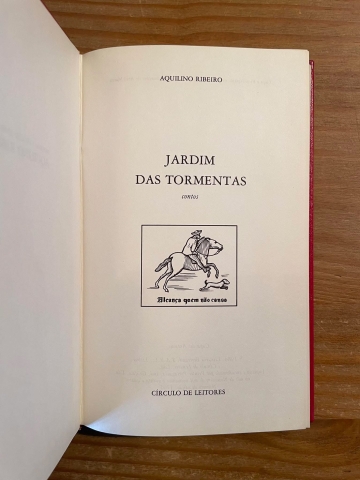 AQUILINO RIBEIRO
JARDIM
DAS TORMENTAS
contos
Alcança quem não cansa
CÍRCULO DE LEITORES